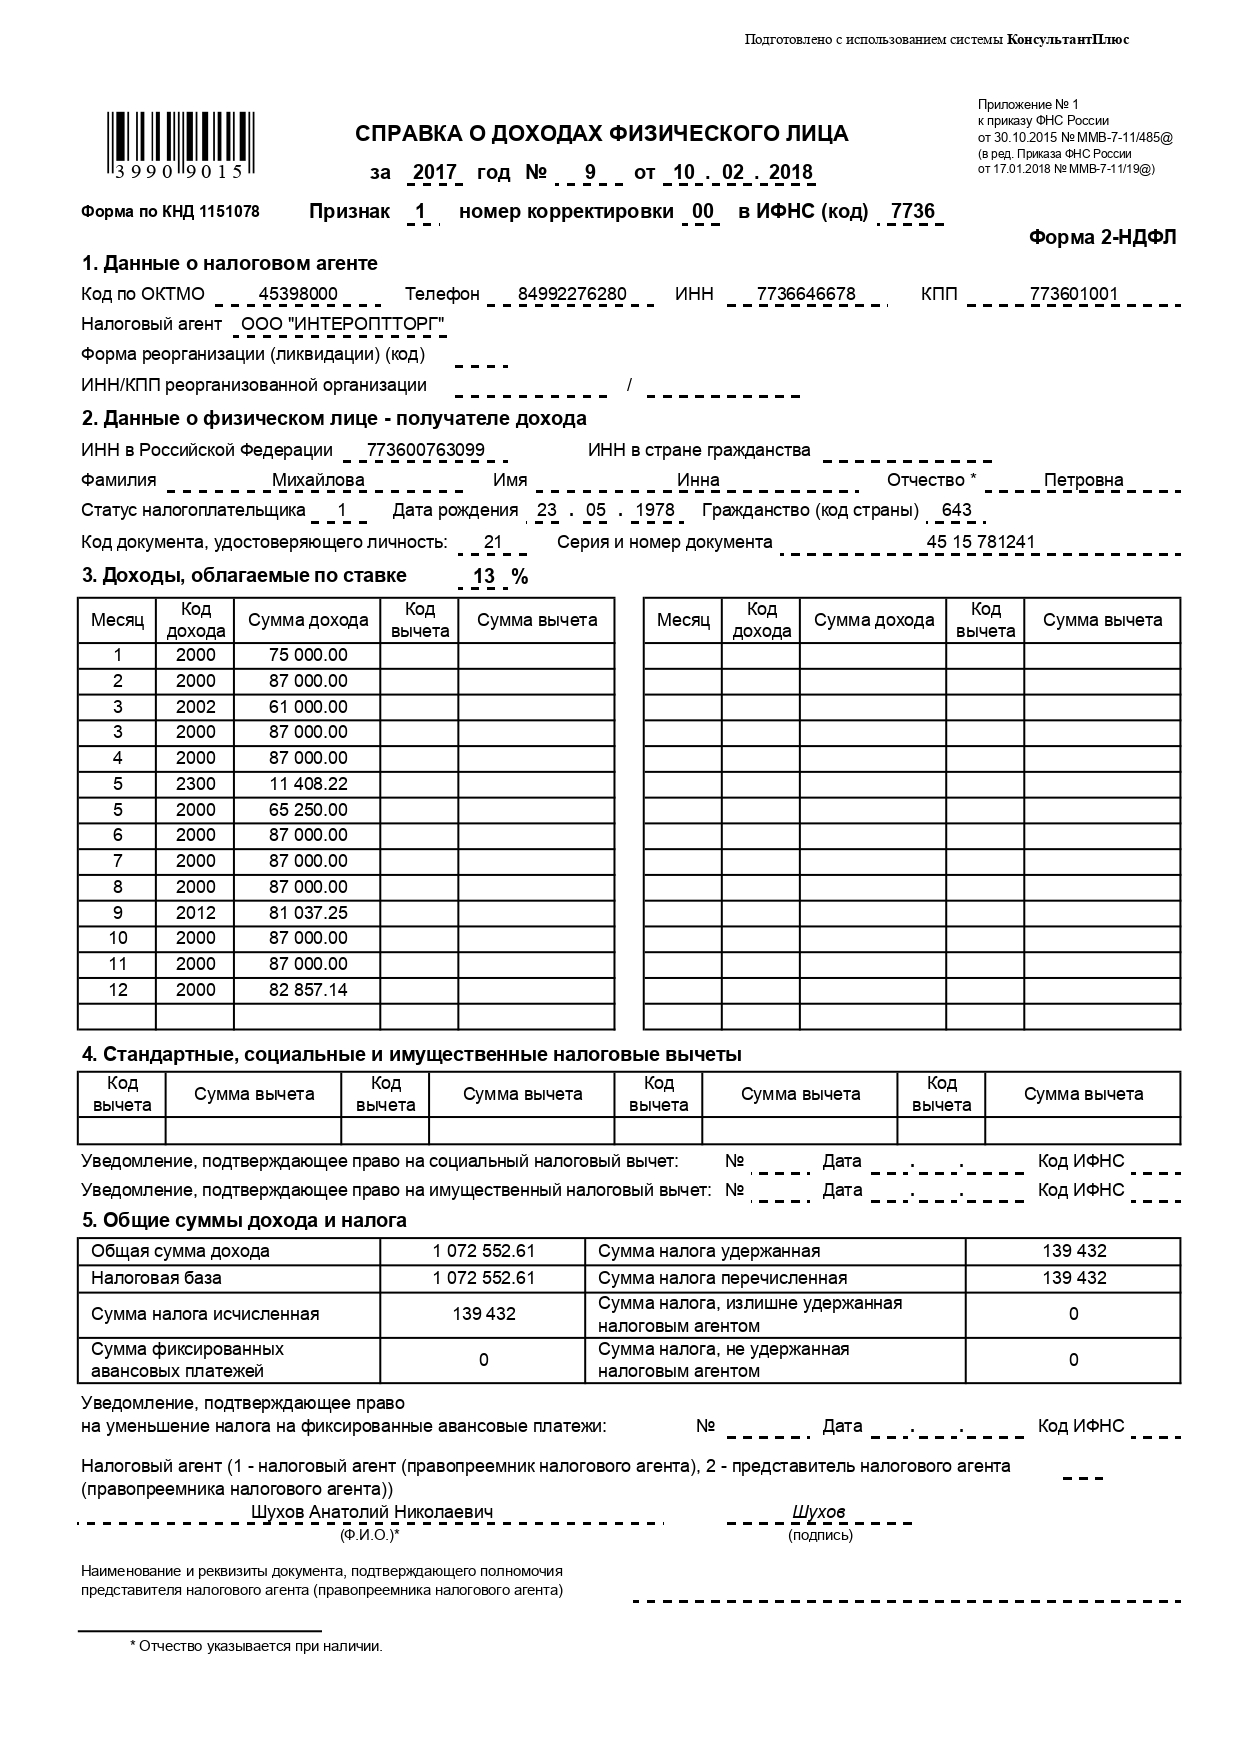 Подготовлено с использованием системы КонсультантПлюс
Приложение № 1
к приказу ФНС России
от 30.10.2015 № ММВ-7-11/485@
(в ред. Приказа ФНС России
от 17.01.2018 № ММВ-7-11/19@)
3990 9015
СПРАВКА О ДОХОДАХ ФИЗИЧЕСКОГО ЛИЦА
за 2017 год № 9 от 10 . 02 . 2018
Форма по КНД 1151078 Признак 1 номер корректировки 00 в ИФНС (код) 7736
Форма 2-НДФЛ
1. Данные о налоговом агенте
Код по ОКТМО 45398000 Телефон 84992276280 ИНН 7736646678 КПП 773601001
Налоговый агент ООО "ИНТЕРОПТТОРГ"
Форма реорганизации (ликвидации) (код)
ИНН/КПП реорганизованной организации /
2. Данные о физическом лице - получателе дохода
ИНН в Российской Федерации 773600763099 ИНН в стране гражданства
Фамилия Михайлова Имя Инна Отчество * Петровна
Статус налогоплательщика 1 Дата рождения 23 . 05 . 1978 Гражданство (код страны) 643
Код документа, удостоверяющего личность: 21 Серия и номер документа 45 15 781241
3. Доходы, облагаемые по ставке 13 %
Месяц Код дохода Сумма дохода Код вычета Сумма вычета Месяц Код дохода Сумма дохода Код вычета Сумма вычета
1 2000 75 000.00
2 2000 87 000.00
3 2002 61 000.00
3 2000 87 000.00
4 2000 87 000.00
5 2300 11 408.22
5 2000 65 250.00
6 2000 87 000.00
7 2000 87 000.00
8 2000 87 000.00
9 2012 81 037.25
10 2000 87 000.00
11 2000 87 000.00
12 2000 82 857.14
4. Стандартные, социальные и имущественные налоговые вычеты
Код вычета Сумма вычета Код вычета Сумма вычета Код вычета Сумма вычета Код вычета Сумма вычета
Уведомление, подтверждающее право на социальный налоговый вычет: № Дата . . Код ИФНС
Уведомление, подтверждающее право на имущественный налоговый вычет: № Дата . . Код ИФНС
5. Общие суммы дохода и налога
Общая сумма дохода 1 072 552.61 Сумма налога удержанная 139 432
Налоговая база 1 072 552.61 Сумма налога перечисленная 139 432
Сумма налога исчисленная 139 432 Сумма налога, излишне удержанная налоговым агентом 0
Сумма фиксированных авансовых платежей 0 Сумма налога, не удержанная налоговым агентом 0
Уведомление, подтверждающее право
на уменьшение налога на фиксированные авансовые платежи: № Дата . . Код ИФНС
Налоговый агент (1 - налоговый агент (правопреемник налогового агента), 2 - представитель налогового агента
(правопреемника налогового агента))
Шухов Анатолий Николаевич Шухов
(Ф.И.О.)* (подпись)
Наименование и реквизиты документа, подтверждающего полномочия
представителя налогового агента (правопреемника налогового агента)
* Отчество указывается при наличии.